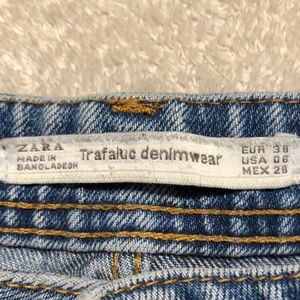 ZARA
MADE IN
BANGLADESH
Trafaluc denimwear
EUR 38
USA 06
MEX 28